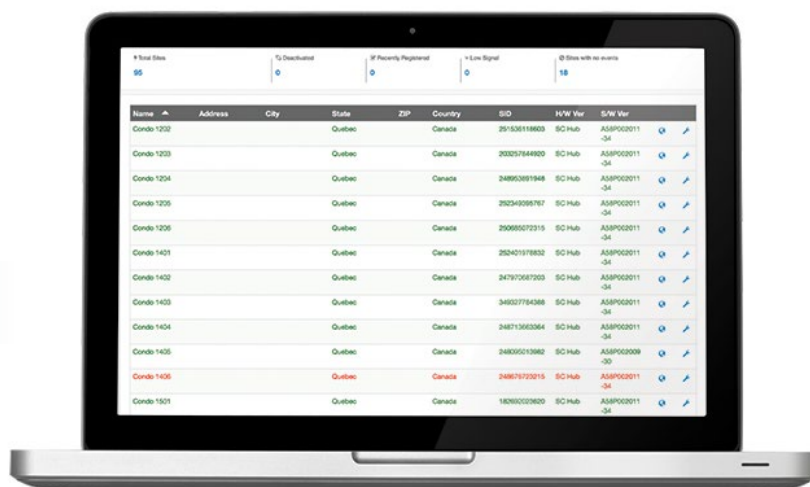 Total Sites Deactivated Recently Registered Low Signal Sites with no events
95 0 0 0 18
Name Address City State ZIP Country SID H/W Ver S/W Ver
Condo 1202 Quebec Canada 251536118603 SC Hub A58P002011
-34
Condo 1203 Quebec Canada 203257644920 SC Hub A58P002011
-34
Condo 1204 Quebec Canada 248953691948 SC Hub A58P002011
-34
Condo 1205 Quebec Canada SC Hub A58P002011
-34
Condo 1206 Quebec Canada 250685072315 SC Hub A58P002011
-34
Condo 1401 Quebec Canada 252401978832 SC Hub A58P002011
-34
Condo 1402 Quebec Canada 247970687203 SC Hub A58P002011
-34
Condo 1403 Quebec Canada 349327784388 SC Hub A58P002011
-34
Condo 1404 Quebec Canada 248713663364 SC Hub A58P002011
-34
Condo 1405 Quebec Canada 248095013982 SC Hub A58P002009
-30
Condo 1406 Quebec Canada 248676723215 SC Hub A58P002011
-34
Condo 1501 Quebec Canada 182692023620 SC Hub A58P002011
-34